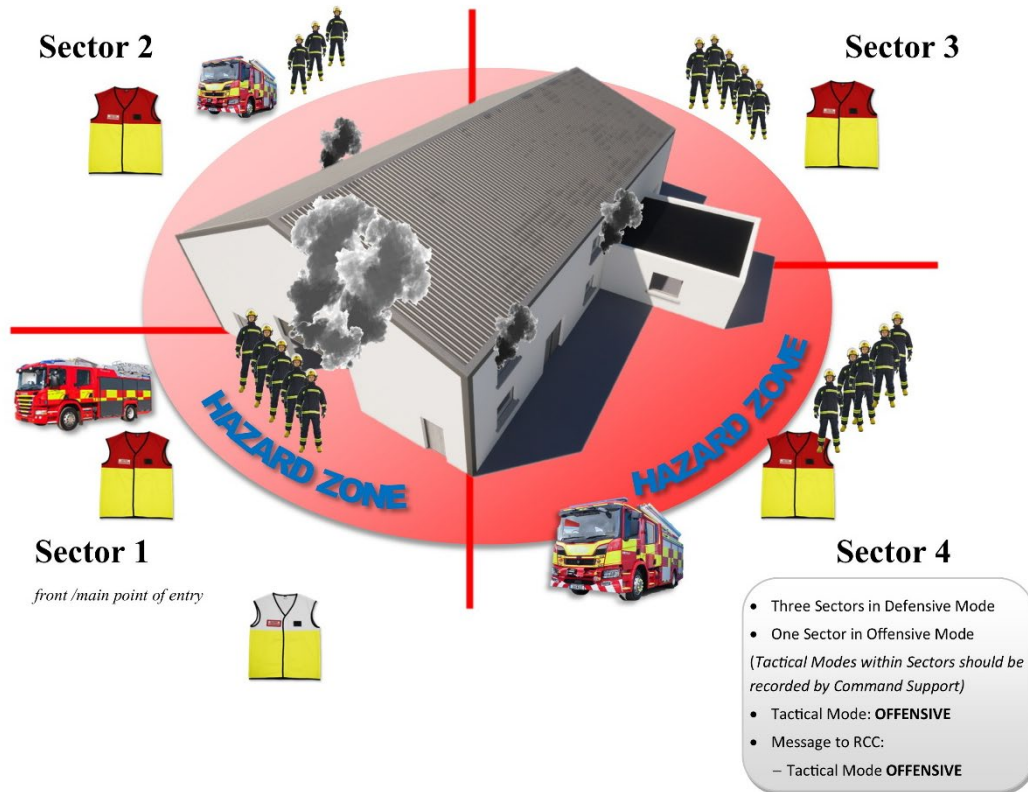 Sector 2
Sector 3
HAZARD ZONE
HAZARD ZONE
Sector 1
front /main point of entry
Sector 4
• Three Sectors in Defensive Mode
• One Sector in Offensive Mode
(Tactical Modes within Sectors should be
recorded by Command Support)
• Tactical Mode: OFFENSIVE
• Message to RCC:
– Tactical Mode OFFENSIVE